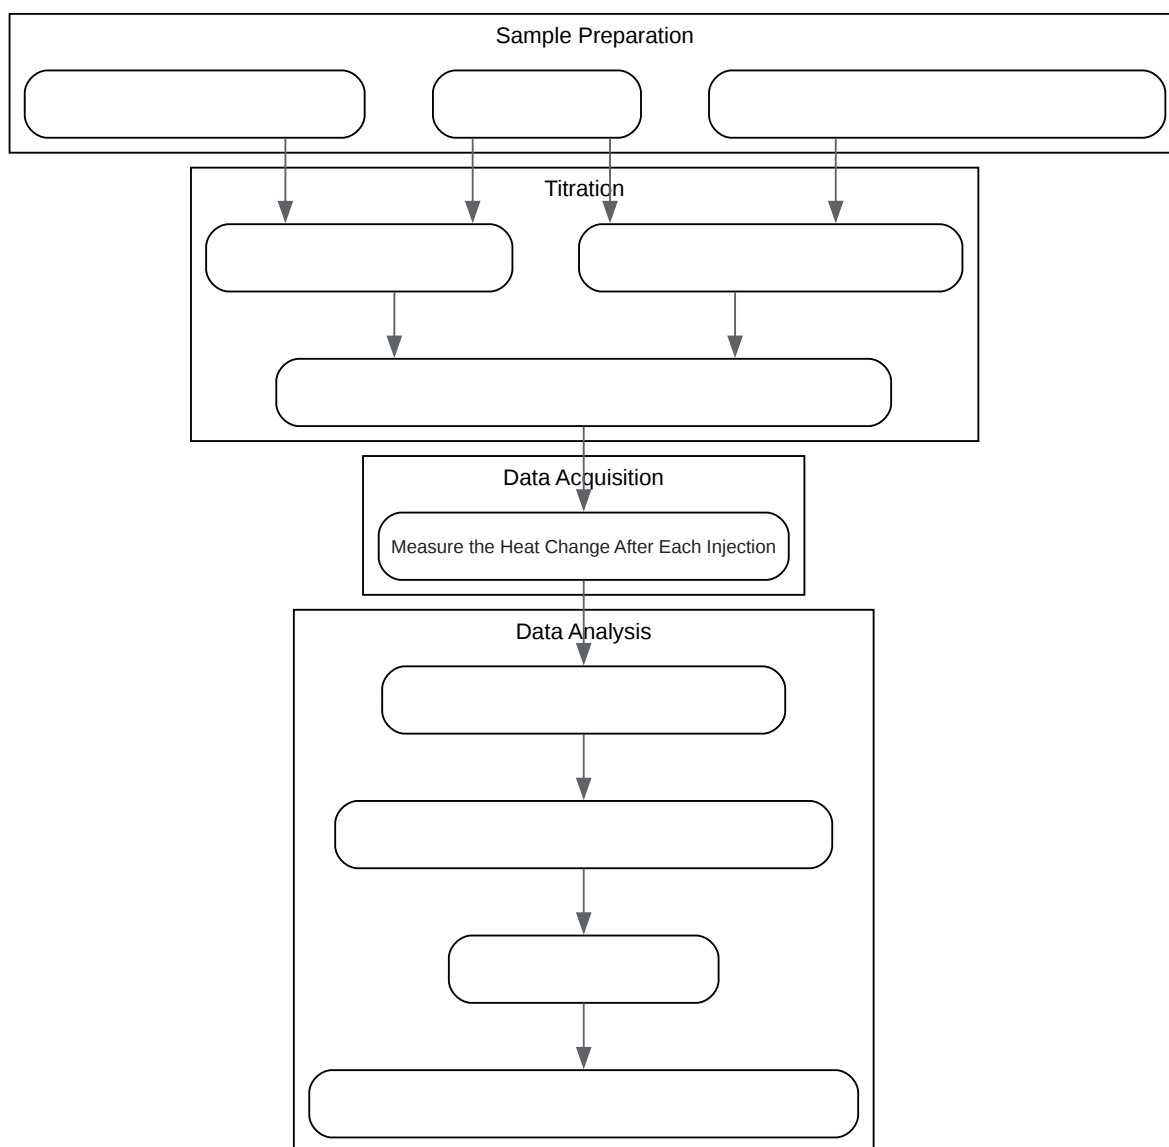 Sample Preparation
Titration
Data Acquisition
Measure the Heat Change After Each Injection
Data Analysis